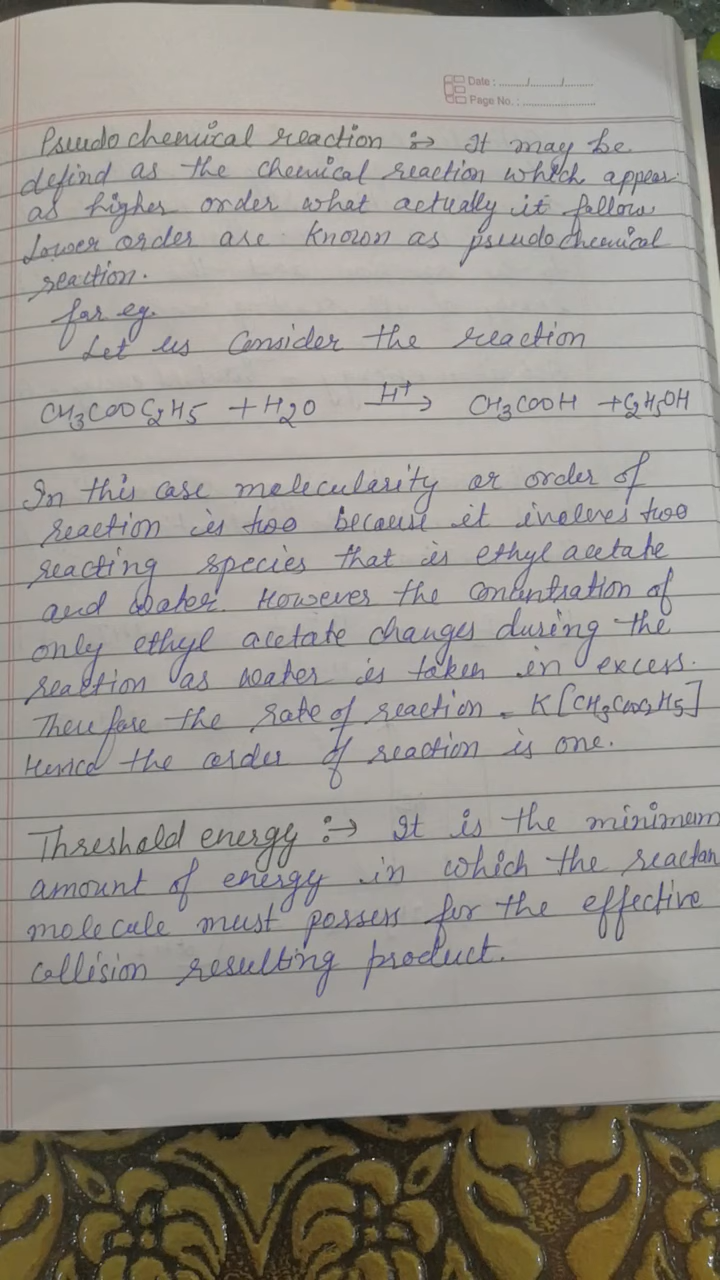 Date : ....../....../......
Page No. : ......................
Pseudo chemical reaction :→ It may be
defind as the chemical reaction which appear
as higher order what actually it follow
Lower order are known as pseudo chemical
reaction.
for eg.
Let us Consider the reaction
CH3COOC2H5 + H2O —H+→ CH3COOH + C2H5OH
In this case molecularity or order of
reaction is two because it involves two
reacting species that is ethyl acetate
and water. However the concentration of
only ethyl acetate changes during the
reaction as water is taken in excess.
Therefore the rate of reaction = K[CH3COOC2H5]
Hence the order of reaction is one.
Threshold energy :→ It is the minimum
amount of energy in which the reactan
molecule must possess for the effective
collision resulting product.